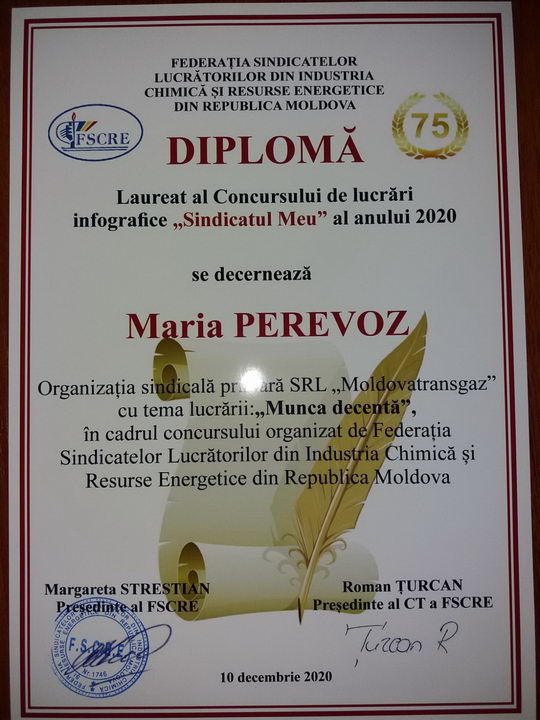 FEDERAȚIA SINDICATELOR
LUCRĂTORILOR DIN INDUSTRIA
CHIMICĂ ȘI RESURSE ENERGETICE
DIN REPUBLICA MOLDOVA
FSCRE
75
DIPLOMĂ
Laureat al Concursului de lucrări
infografice „Sindicatul Meu” al anului 2020
se decernează
Maria PEREVOZ
Organizația sindicală primară SRL „Moldovatransgaz”
cu tema lucrării:„Munca decentă”,
în cadrul concursului organizat de Federația
Sindicatelor Lucrătorilor din Industria Chimică și
Resurse Energetice din Republica Moldova
Margareta STREȘTIAN
Președinte al FSCRE
Roman ȚURCAN
Președinte al CT a FSCRE
Țurcan R
10 decembrie 2020